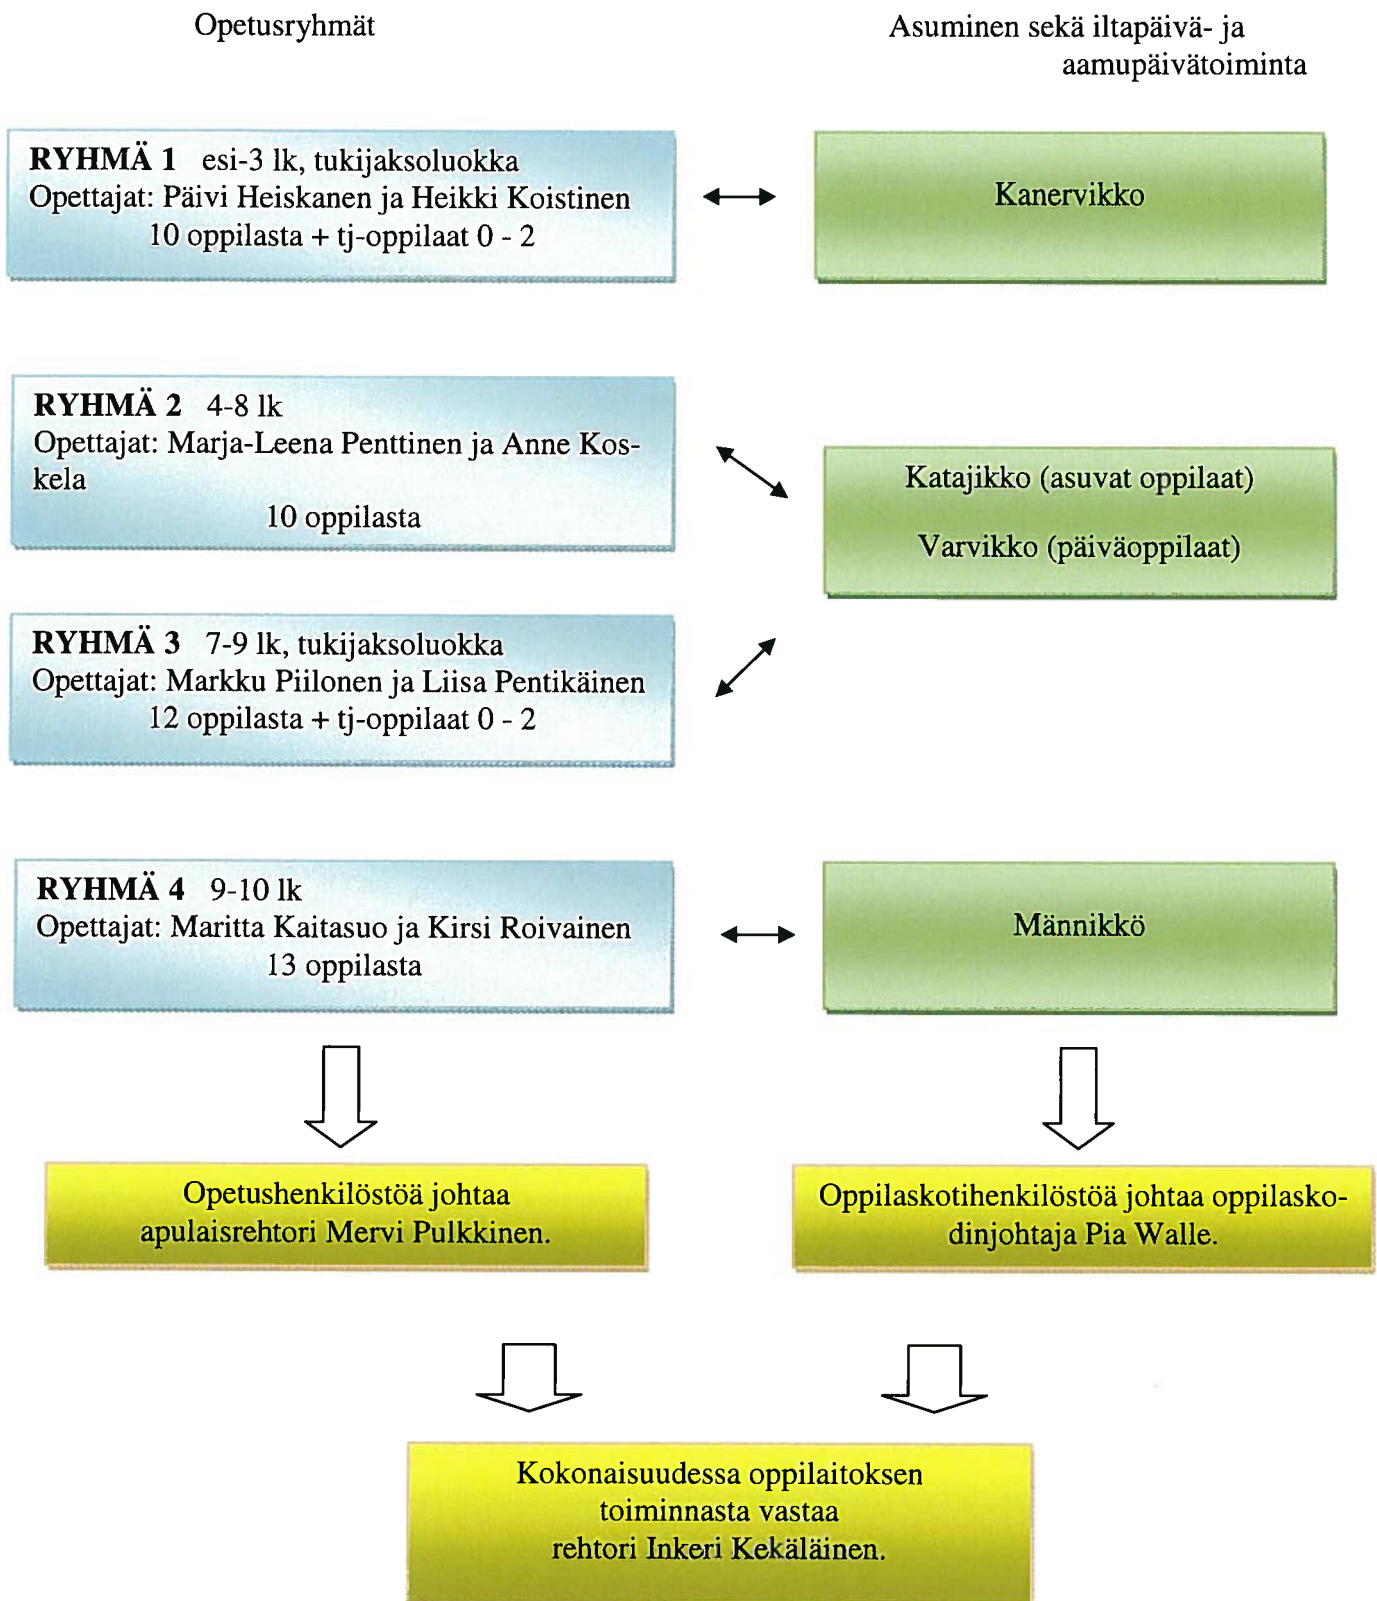 Opetusryhmät
Asuminen sekä iltapäivä- ja
aamupäivätoiminta
RYHMÄ 1 esi-3 lk, tukijaksoluokka
Opettajat: Päivi Heiskanen ja Heikki Koistinen
10 oppilasta + tj-oppilaat 0 - 2
Kanervikko
RYHMÄ 2 4-8 lk
Opettajat: Marja-Leena Penttinen ja Anne Kos-
kela
10 oppilasta
Katajikko (asuvat oppilaat)
Varvikko (päiväoppilaat)
RYHMÄ 3 7-9 lk, tukijaksoluokka
Opettajat: Markku Piilonen ja Liisa Pentikäinen
12 oppilasta + tj-oppilaat 0 - 2
RYHMÄ 4 9-10 lk
Opettajat: Maritta Kaitasuo ja Kirsi Roivainen
13 oppilasta
Männikkö
Opetushenkilöstöä johtaa
apulaisrehtori Mervi Pulkkinen.
Oppilaskotihenkilöstöä johtaa oppilasko-
dinjohtaja Pia Walle.
Kokonaisuudessa oppilaitoksen
toiminnasta vastaa
rehtori Inkeri Kekäläinen.